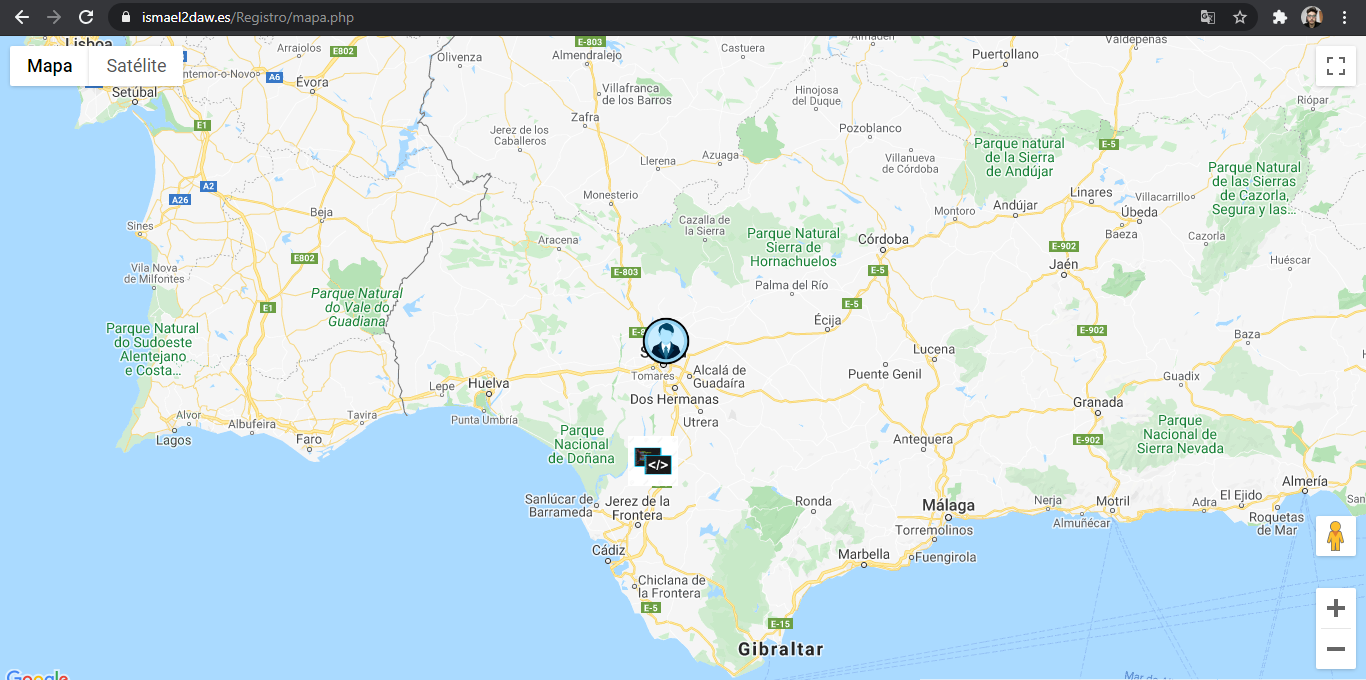 ismael2daw.es/Registro/mapa.php
Lisboa
Mapa
Satélite
Arraiolos
E802
Olivenza
E-803
Almendralejo
Castuera
Puertollano
Valdepeñas
A6
Évora
Setúbal
Villafranca
de los Barros
Hinojosa
del Duque
Riópar
Zafra
E1
Jerez de los
Caballeros
Pozoblanco
Parque natural
de la Sierra
de Andújar
E-5
Llerena
Azuaga
Villanueva
de Córdoba
Parque Natural
de las Sierras
de Cazorla,
Segura y las...
A2
A26
Monesterio
Linares
Villacarrillo
Andújar
Úbeda
Montoro
Beja
Sines
Cazalla de
la Sierra
Baeza
Cazorla
Aracena
Parque Natural
Sierra de
Hornachuelos
Córdoba
E-902
Jaén
Huéscar
E802
Vila Nova
de Milfontes
E-803
E-5
Palma del Río
Parque Natural
do Vale do
Guadiana
E1
E-5
Écija
Parque Natural
do Sudoeste
Alentejano
e Costa...
E-902
Baza
Lucena
Tomares
Alcalá de
Guadaíra
Puente Genil
Guadix
Lepe
Huelva
Dos Hermanas
Granada
Alvor
Albufeira
Tavira
Punta Umbría
Utrera
Lagos
Faro
Parque
Nacional
de Doñana
Antequera
E-902
Parque
Nacional de
Sierra Nevada
</>
Almería
Sanlúcar de
Barrameda
Jerez de la
Frontera
Ronda
Málaga
Nerja
Motril
Adra
El Ejido
Almuñécar
Roquetas
de Mar
Torremolinos
Cádiz
Marbella
Fuengirola
Chiclana de
la Frontera
E-5
E-15
Gibraltar
Google